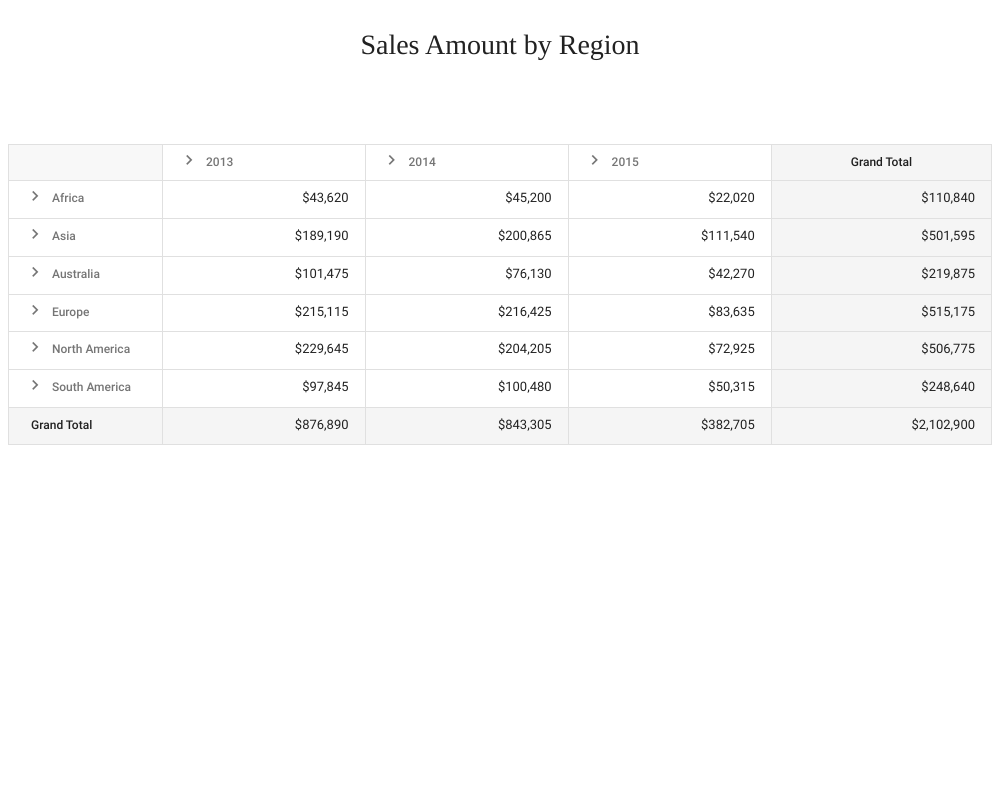 Sales Amount by Region
2013 2014 2015 Grand Total
Africa $43,620 $45,200 $22,020 $110,840
Asia $189,190 $200,865 $111,540 $501,595
Australia $101,475 $76,130 $42,270 $219,875
Europe $215,115 $216,425 $83,635 $515,175
North America $229,645 $204,205 $72,925 $506,775
South America $97,845 $100,480 $50,315 $248,640
Grand Total $876,890 $843,305 $382,705 $2,102,900